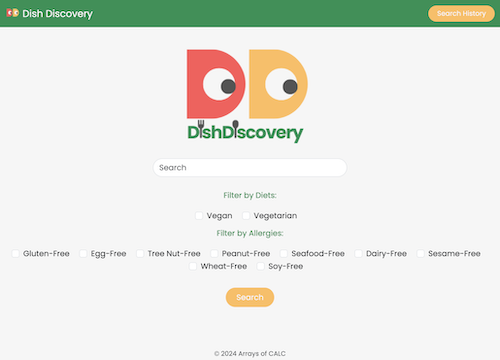 Dish Discovery
Search History
DishDiscovery
Search
Filter by Diets:
Vegan Vegetarian
Filter by Allergies:
Gluten-Free Egg-Free Tree Nut-Free Peanut-Free Seafood-Free Dairy-Free Sesame-Free
Wheat-Free Soy-Free
Search
© 2024 Arrays of CALC